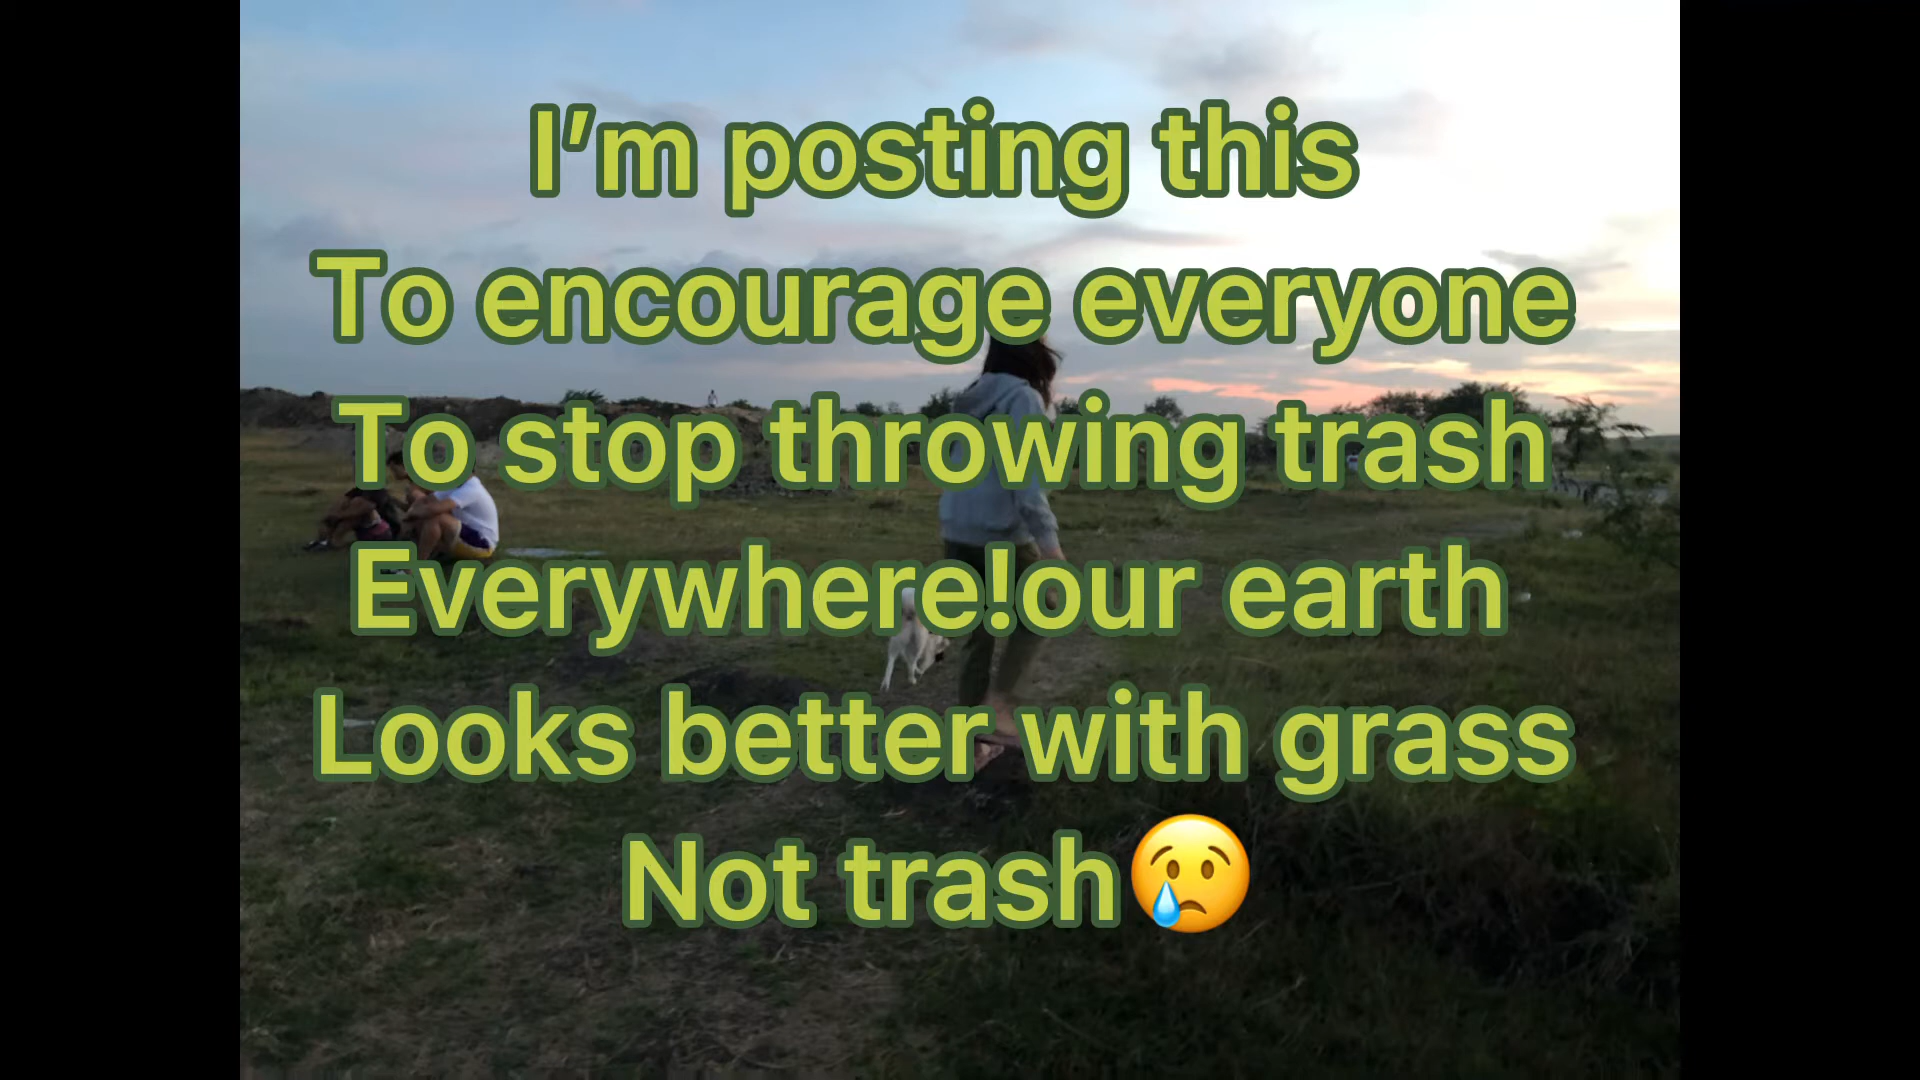 I’m posting this
To encourage everyone
To stop throwing trash
Everywhere!our earth
Looks better with grass
Not trash😢